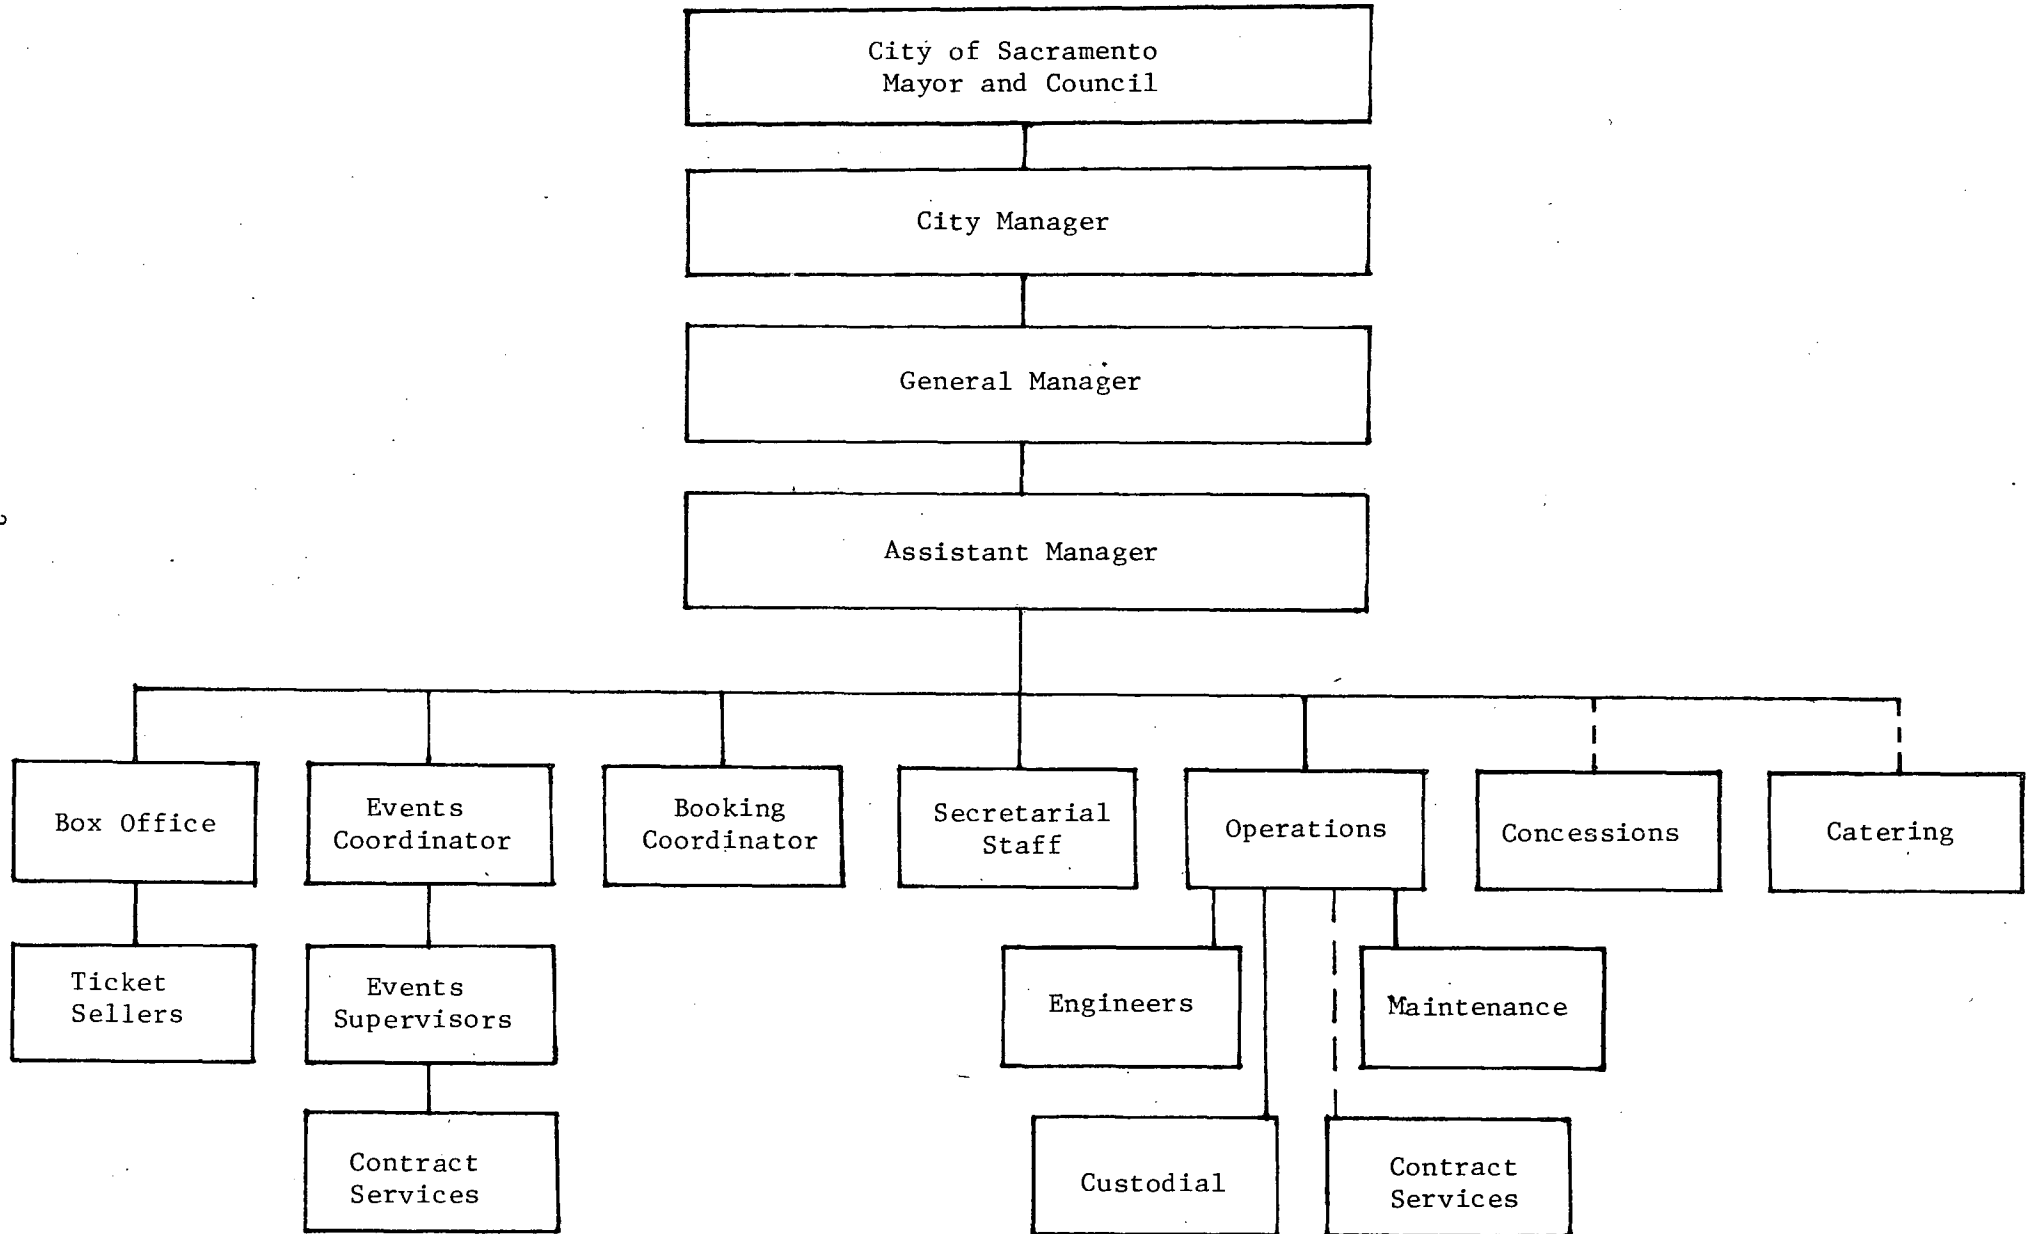 City of Sacramento
Mayor and Council
City Manager
General Manager
Assistant Manager
Box Office
Events
Coordinator
Booking
Coordinator
Secretarial
Staff
Operations
Concessions
Catering
Ticket
Sellers
Events
Supervisors
Engineers
Maintenance
Contract
Services
Custodial
Contract
Services